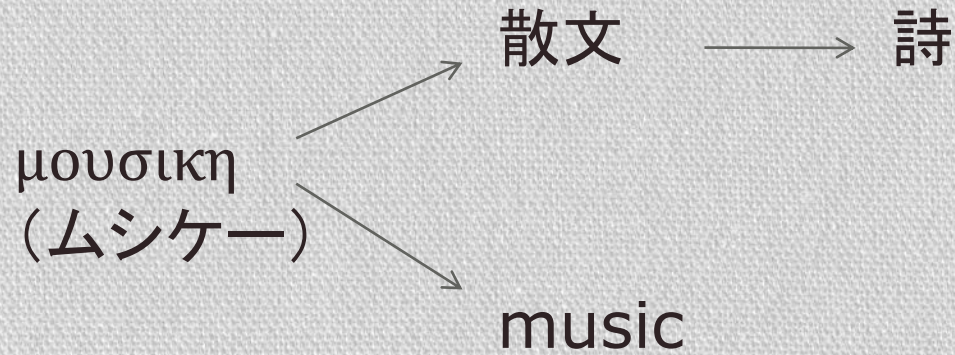 散文
詩
μουσικη
（ムシケー）
music